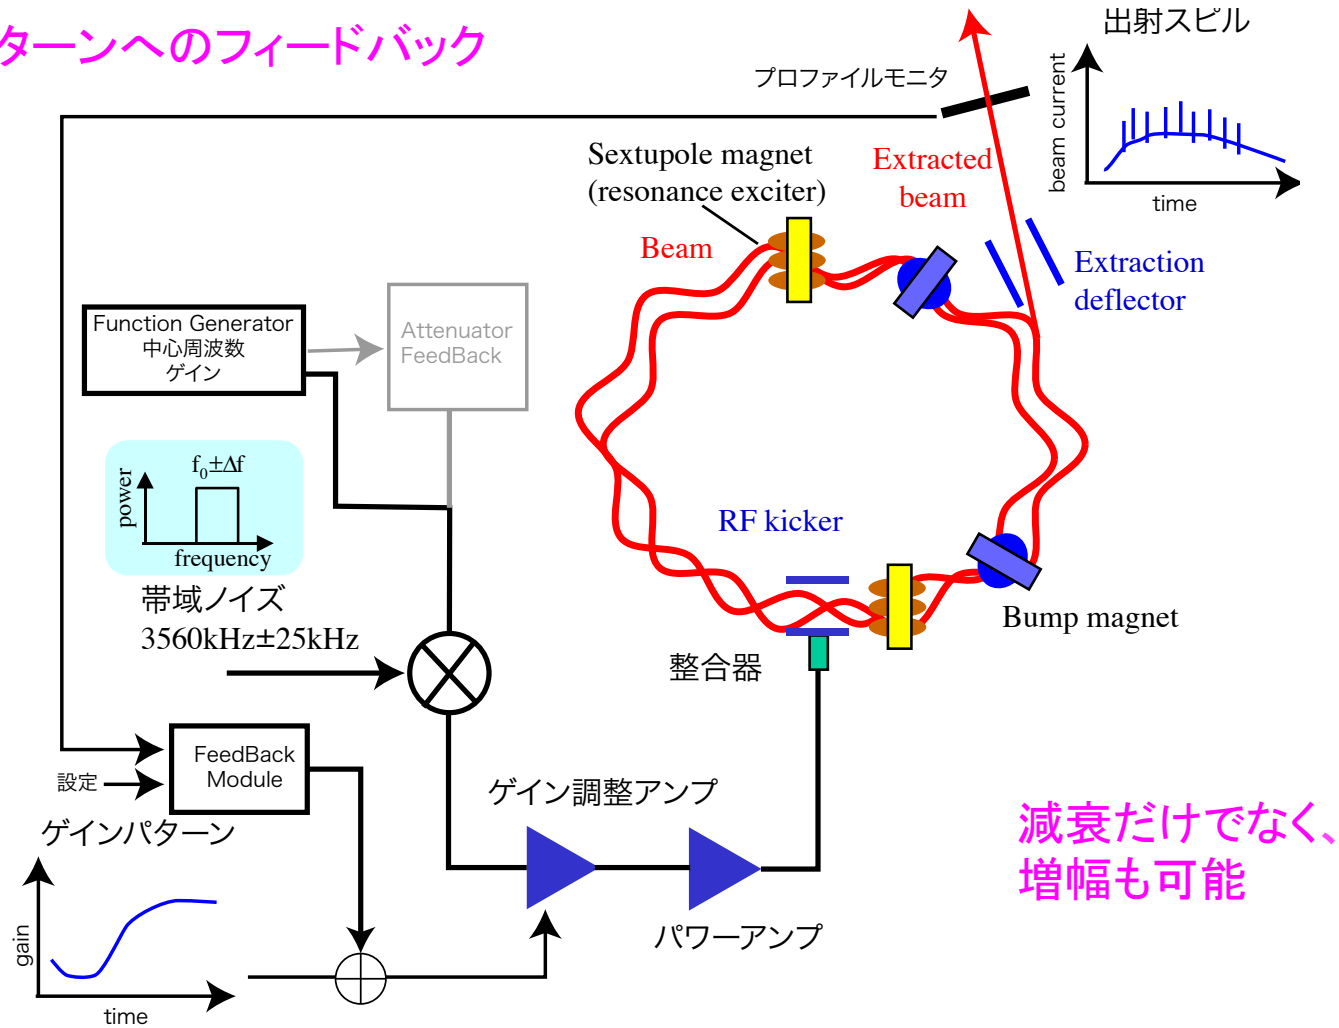 ターンへのフィードバック
出射スピル
beam current
time
プロファイルモニタ
Sextupole magnet
(resonance exciter)
Extracted
beam
Beam
Extraction
deflector
Function Generator
中心周波数
ゲイン
Attenuator
FeedBack
f₀±Δf
power
frequency
帯域ノイズ
3560kHz±25kHz
RF kicker
Bump magnet
整合器
FeedBack
Module
設定
ゲイン調整アンプ
ゲインパターン
gain
time
パワーアンプ
減衰だけでなく、
増幅も可能